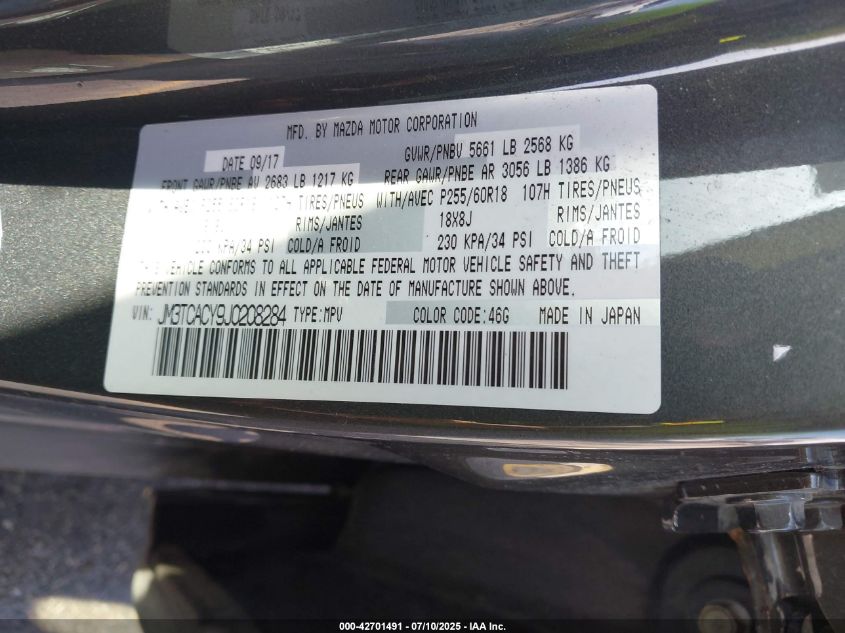 MFD. BY MAZDA MOTOR CORPORATION
DATE 09/17 GVWR/PNBV 5661 LB 2568 KG
FRONT GAWR/PNBE AV 2683 LB 1217 KG REAR GAWR/PNBE AR 3056 LB 1386 KG
TIRES/PNEUS WITH/AVEC P255/60R18 107H TIRES/PNEUS
RIMS/JANTES 18X8J RIMS/JANTES
KPA/34 PSI COLD/A FROID 230 KPA/34 PSI COLD/A FROID
THIS VEHICLE CONFORMS TO ALL APPLICABLE FEDERAL MOTOR VEHICLE SAFETY AND THEFT
PREVENTION STANDARDS IN EFFECT ON THE DATE OF MANUFACTURE SHOWN ABOVE.
VIN: JM3TCACY9J0208284 TYPE:MPV COLOR CODE:46G MADE IN JAPAN
000-42701491 - 07/10/2025 - IAA Inc.